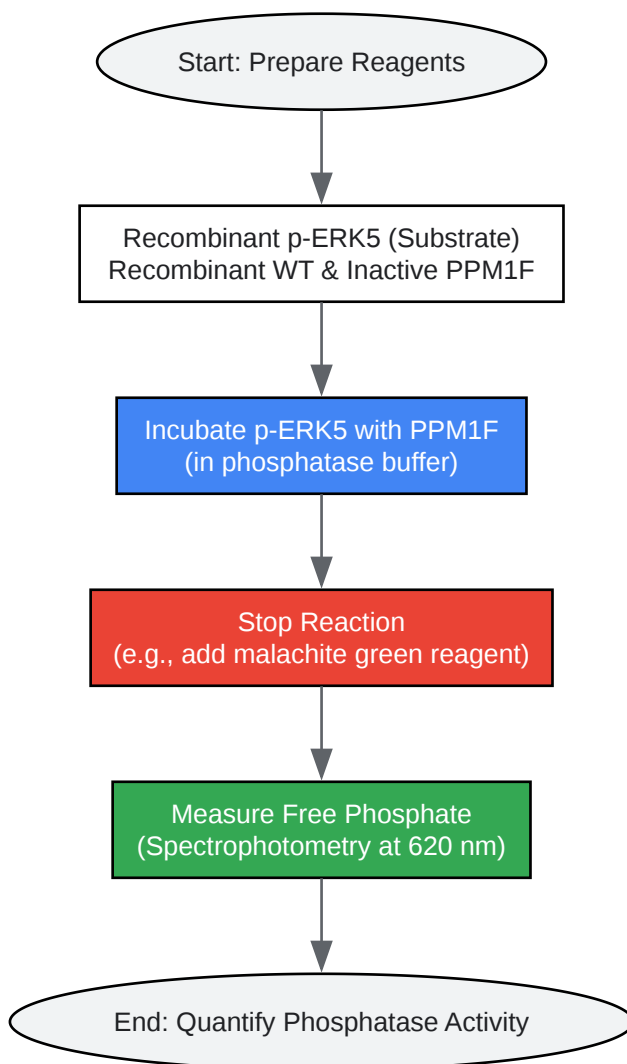 Start: Prepare Reagents
Recombinant p-ERK5 (Substrate)
Recombinant WT & Inactive PPM1F
Incubate p-ERK5 with PPM1F
(in phosphatase buffer)
Stop Reaction
(e.g., add malachite green reagent)
Measure Free Phosphate
(Spectrophotometry at 620 nm)
End: Quantify Phosphatase Activity